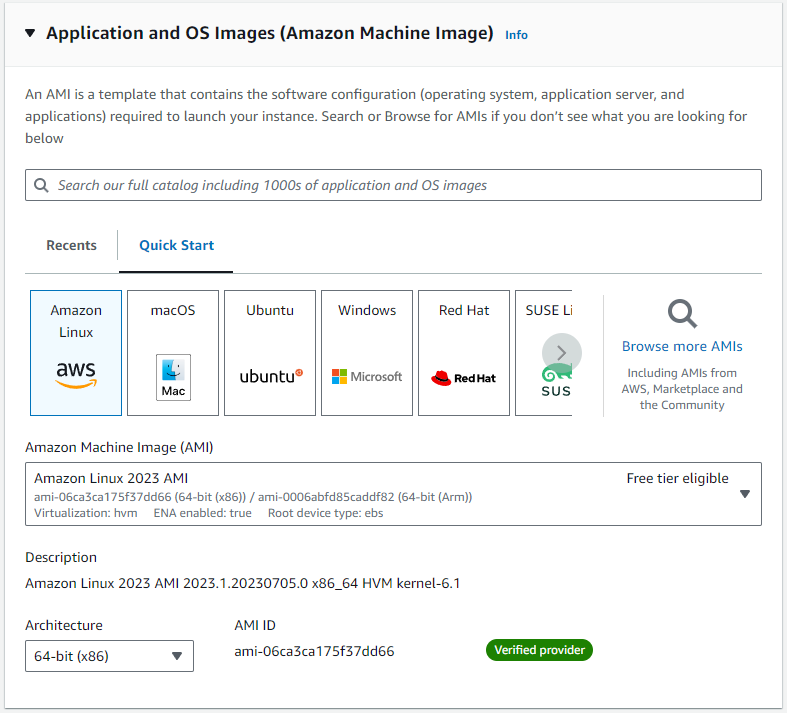 Application and OS Images (Amazon Machine Image) Info
An AMI is a template that contains the software configuration (operating system, application server, and
applications) required to launch your instance. Search or Browse for AMIs if you don't see what you are looking for
below
Search our full catalog including 1000s of application and OS images
Recents
Quick Start
Amazon
Linux
aws
macOS
Mac
Ubuntu
ubuntu
Windows
Microsoft
Red Hat
Red Hat
SUSE Li
SUS
Browse more AMIs
Including AMIs from
AWS, Marketplace and
the Community
Amazon Machine Image (AMI)
Amazon Linux 2023 AMI
Free tier eligible
ami-06ca3ca175f37dd66 (64-bit (x86)) / ami-0006abfd85caddf82 (64-bit (Arm))
Virtualization: hvm ENA enabled: true Root device type: ebs
Description
Amazon Linux 2023 AMI 2023.1.20230705.0 x86_64 HVM kernel-6.1
Architecture
64-bit (x86)
AMI ID
ami-06ca3ca175f37dd66
Verified provider